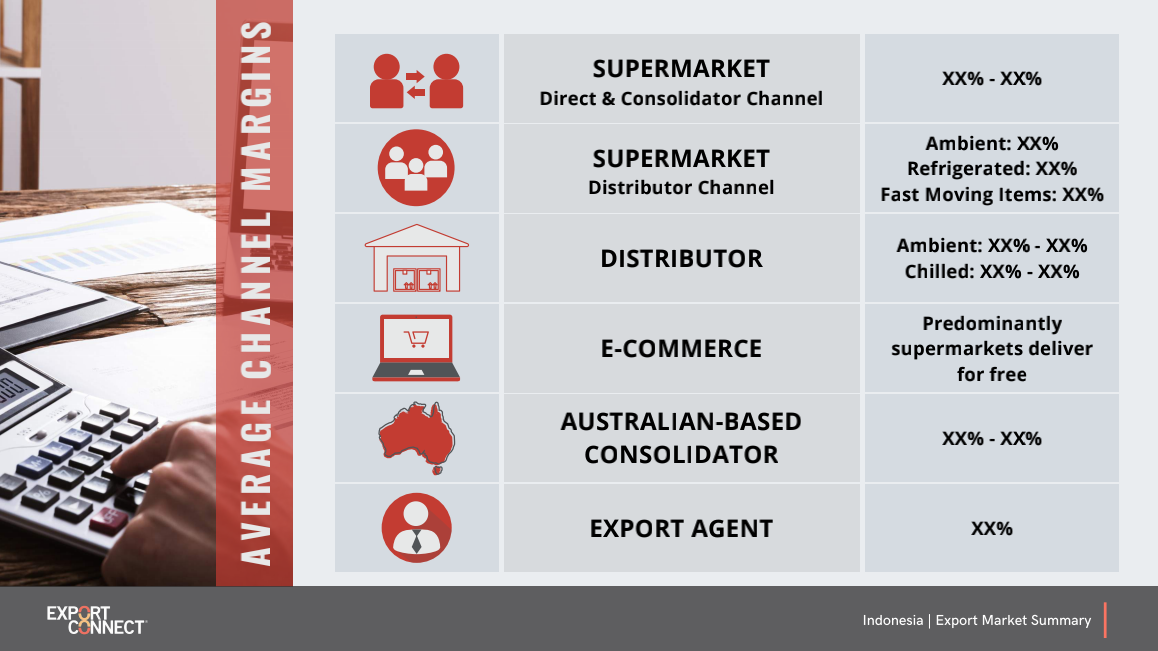 AVERAGE CHANNEL MARGINS
SUPERMARKET
Direct & Consolidator Channel
XX% - XX%
SUPERMARKET
Distributor Channel
Ambient: XX%
Refrigerated: XX%
Fast Moving Items: XX%
DISTRIBUTOR
Ambient: XX% - XX%
Chilled: XX% - XX%
E-COMMERCE
Predominantly
supermarkets deliver
for free
AUSTRALIAN-BASED
CONSOLIDATOR
XX% - XX%
EXPORT AGENT
XX%
EXPORT
CONNECT
Indonesia | Export Market Summary